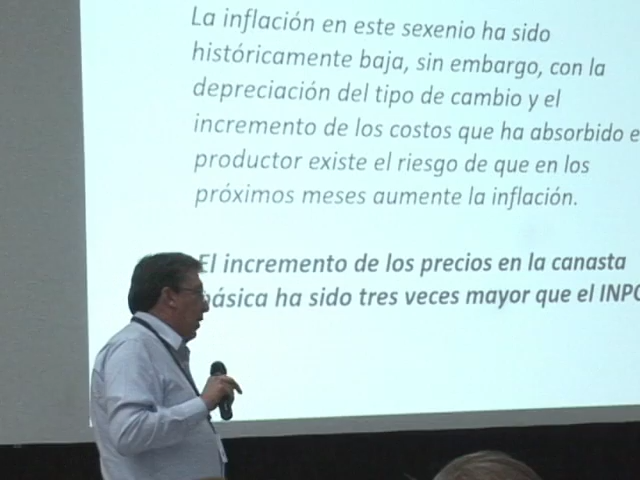 La inflación en este sexenio ha sido
históricamente baja, sin embargo, con la
depreciación del tipo de cambio y el
incremento de los costos que ha absorbido e
productor existe el riesgo de que en los
próximos meses aumente la inflación.
El incremento de los precios en la canasta
básica ha sido tres veces mayor que el INPC